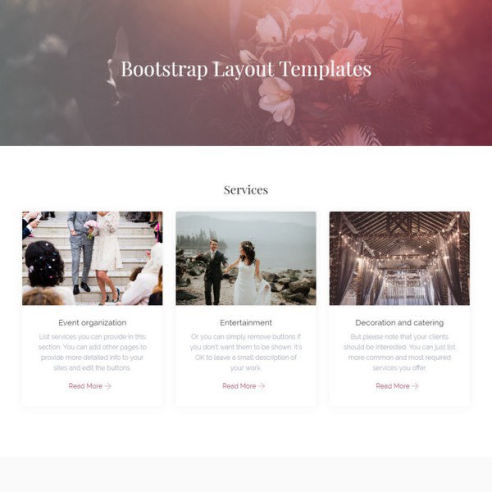 Bootstrap Layout Templates
Services
Event organization
List services you can provide in this
section. You can add other pages to
provide more detailed info to your
sites and edit the buttons.
Read More
Entertainment
Or you can simply remove buttons if
you don't want them to be shown. It's
OK to leave a small description of
your work.
Read More
Decoration and catering
But please note that your clients
should be interested. You can just list
more common and most required
services you offer.
Read More